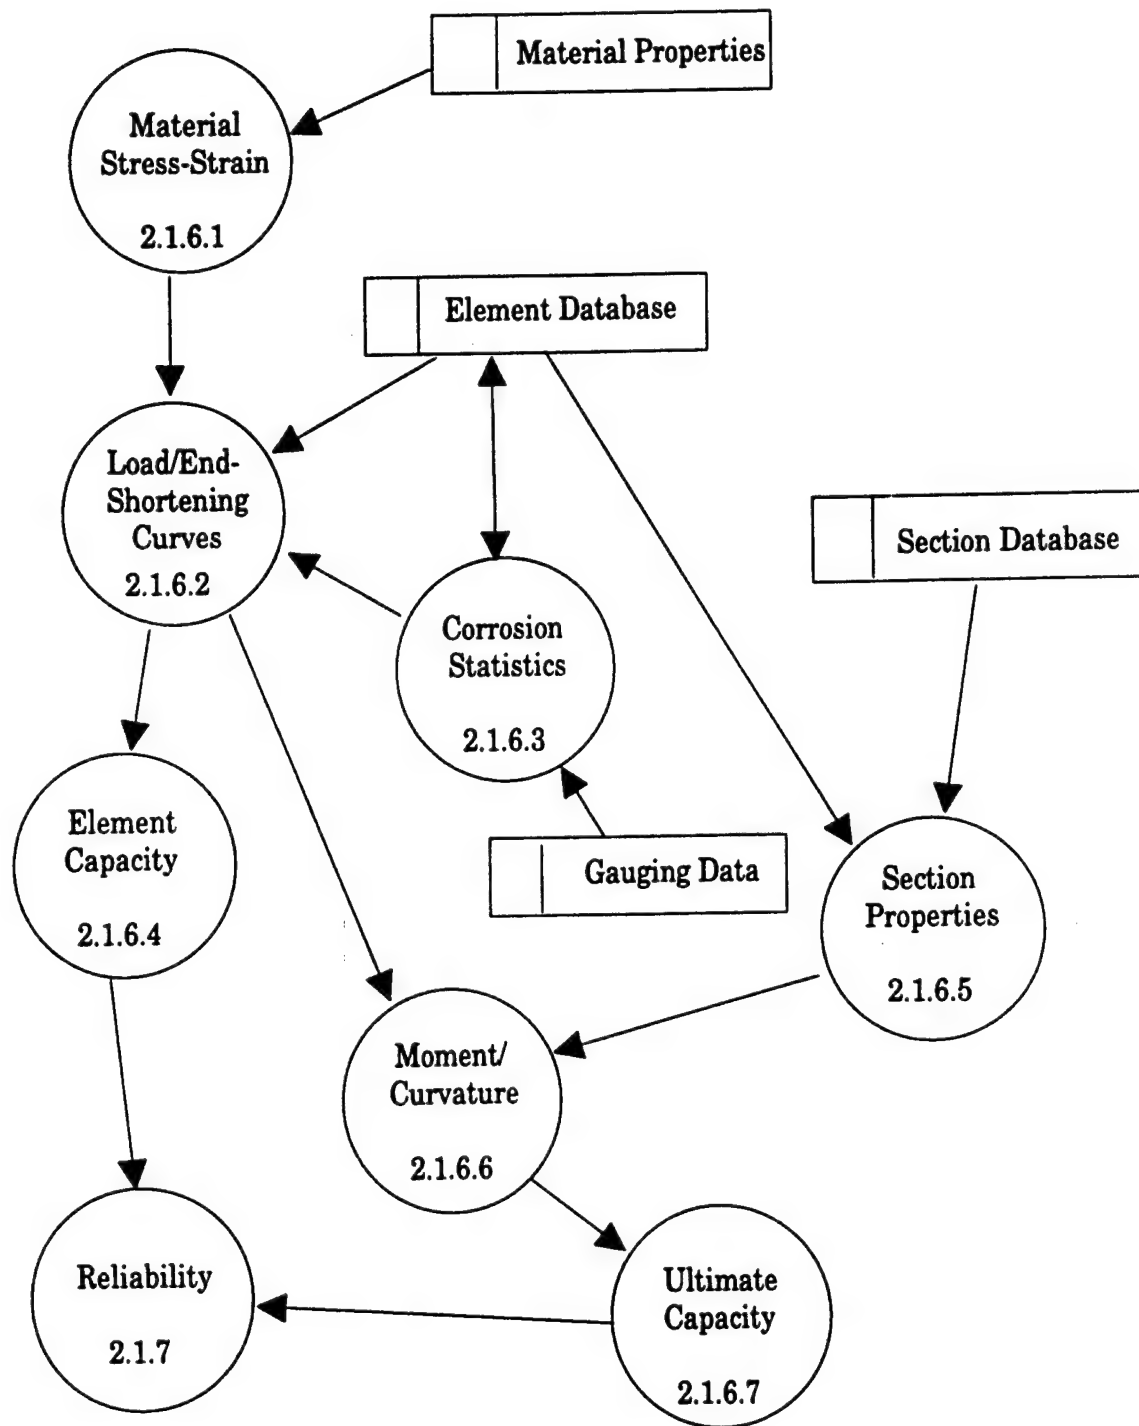 Material Properties
Material
Stress-Strain
2.1.6.1
Element Database
Load/End-
Shortening
Curves
2.1.6.2
Section Database
Corrosion
Statistics
2.1.6.3
Element
Capacity
2.1.6.4
Gauging Data
Section
Properties
2.1.6.5
Moment/
Curvature
2.1.6.6
Reliability
2.1.7
Ultimate
Capacity
2.1.6.7